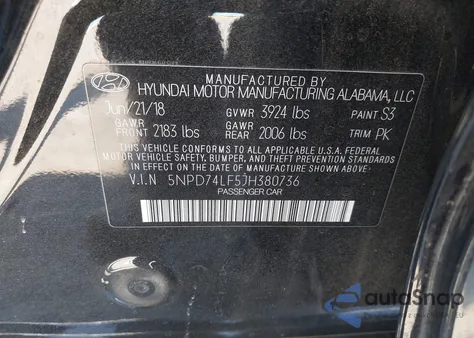 MANUFACTURED BY
HYUNDAI MOTOR MANUFACTURING ALABAMA, LLC
Jun/21/18 GVWR 3924 lbs PAINT S3
GAWR FRONT 2183 lbs GAWR REAR 2006 lbs TRIM PK
THIS VEHICLE CONFORMS TO ALL APPLICABLE U.S.A. FEDERAL
MOTOR VEHICLE SAFETY, BUMPER, AND THEFT PREVENTION STANDARDS
IN EFFECT ON THE DATE OF MANUFACTURE SHOWN ABOVE.
V.I.N 5NPD74LF5JH380736
PASSENGER CAR
autoSnap